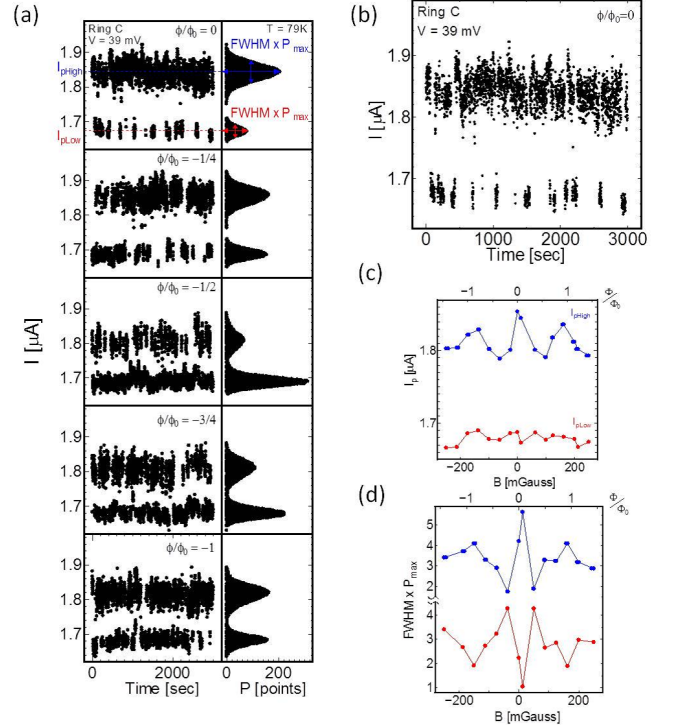 (a)
Ring C
V = 39 mV
ϕ/ϕ0 = 0
T = 79K
FWHM x P max
IpHigh
FWHM x P max
IpLow
1.9
1.8
1.7
ϕ/ϕ0 = −1/4
1.9
1.8
1.7
ϕ/ϕ0 = −1/2
1.9
1.8
1.7
I [µA]
ϕ/ϕ0 = −3/4
1.9
1.8
1.7
ϕ/ϕ0 = −1
1.9
1.8
1.7
0 2000 0 200
Time [sec] P [points]
(b)
Ring C
V = 39 mV
ϕ/ϕ0=0
1.9
1.8
1.7
I [µA]
0 1000 2000 3000
Time [sec]
(c)
−1 0 1 Φ/Φ0
IpHigh
1.8
IpLow
1.7
Ip [µA]
−200 0 200
B [mGauss]
(d)
−1 0 1 Φ/Φ0
5
4
3
2
4
3
2
1
FWHM x Pmax
−200 0 200
B [mGauss]